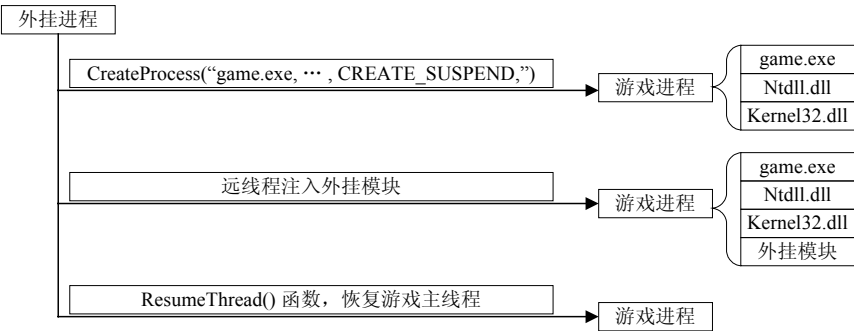 外挂进程
CreateProcess(“game.exe, … , CREATE_SUSPEND,”)
游戏进程
game.exe
Ntdll.dll
Kernel32.dll
远线程注入外挂模块
游戏进程
game.exe
Ntdll.dll
Kernel32.dll
外挂模块
ResumeThread() 函数，恢复游戏主线程
游戏进程